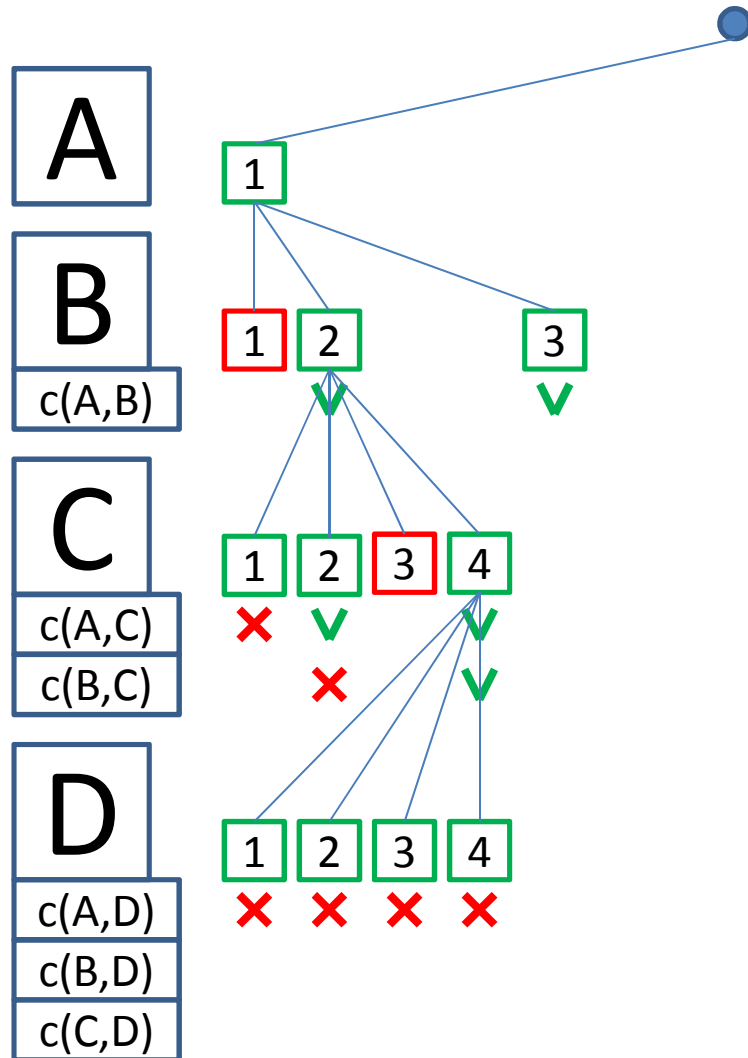 A
1
B
1 2 3
c(A,B)
C
1 2 3 4
c(A,C)
c(B,C)
D
1 2 3 4
c(A,D)
c(B,D)
c(C,D)